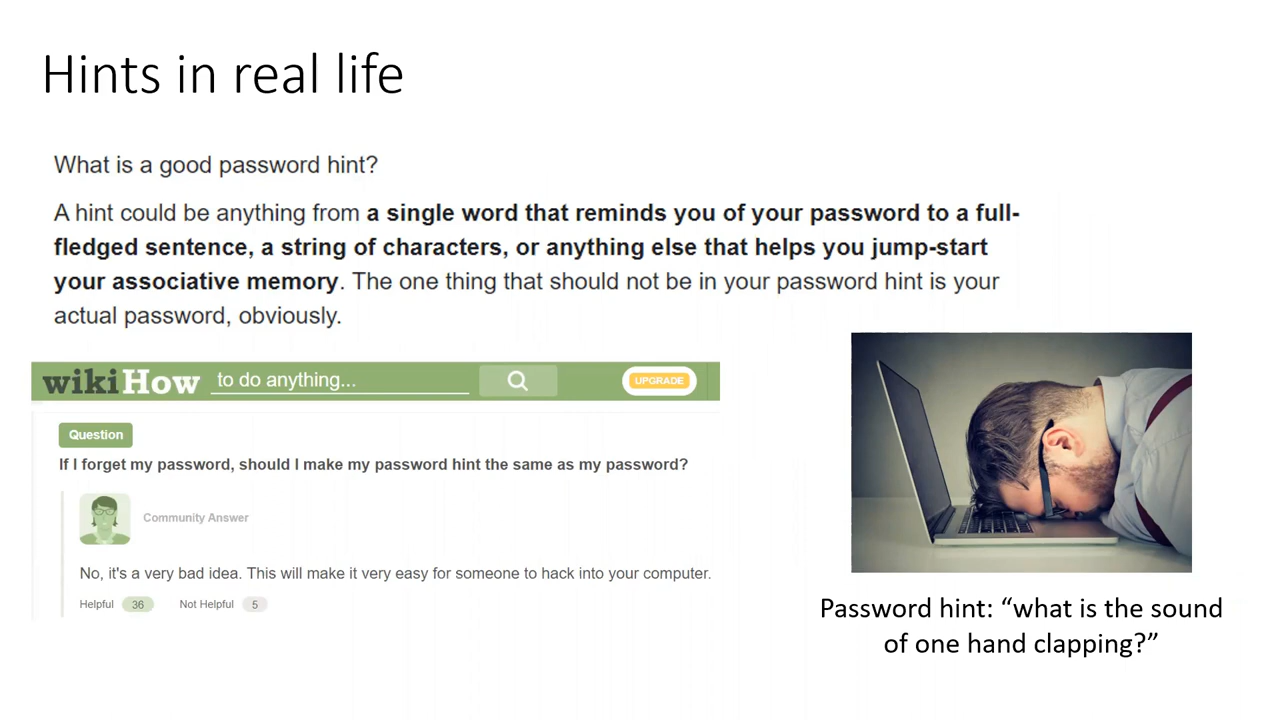 Hints in real life
What is a good password hint?
A hint could be anything from a single word that reminds you of your password to a full-
fledged sentence, a string of characters, or anything else that helps you jump-start
your associative memory. The one thing that should not be in your password hint is your
actual password, obviously.
wikiHow to do anything... UPGRADE
Question
If I forget my password, should I make my password hint the same as my password?
Community Answer
No, it's a very bad idea. This will make it very easy for someone to hack into your computer.
Helpful 36 Not Helpful 5
Password hint: “what is the sound
of one hand clapping?”